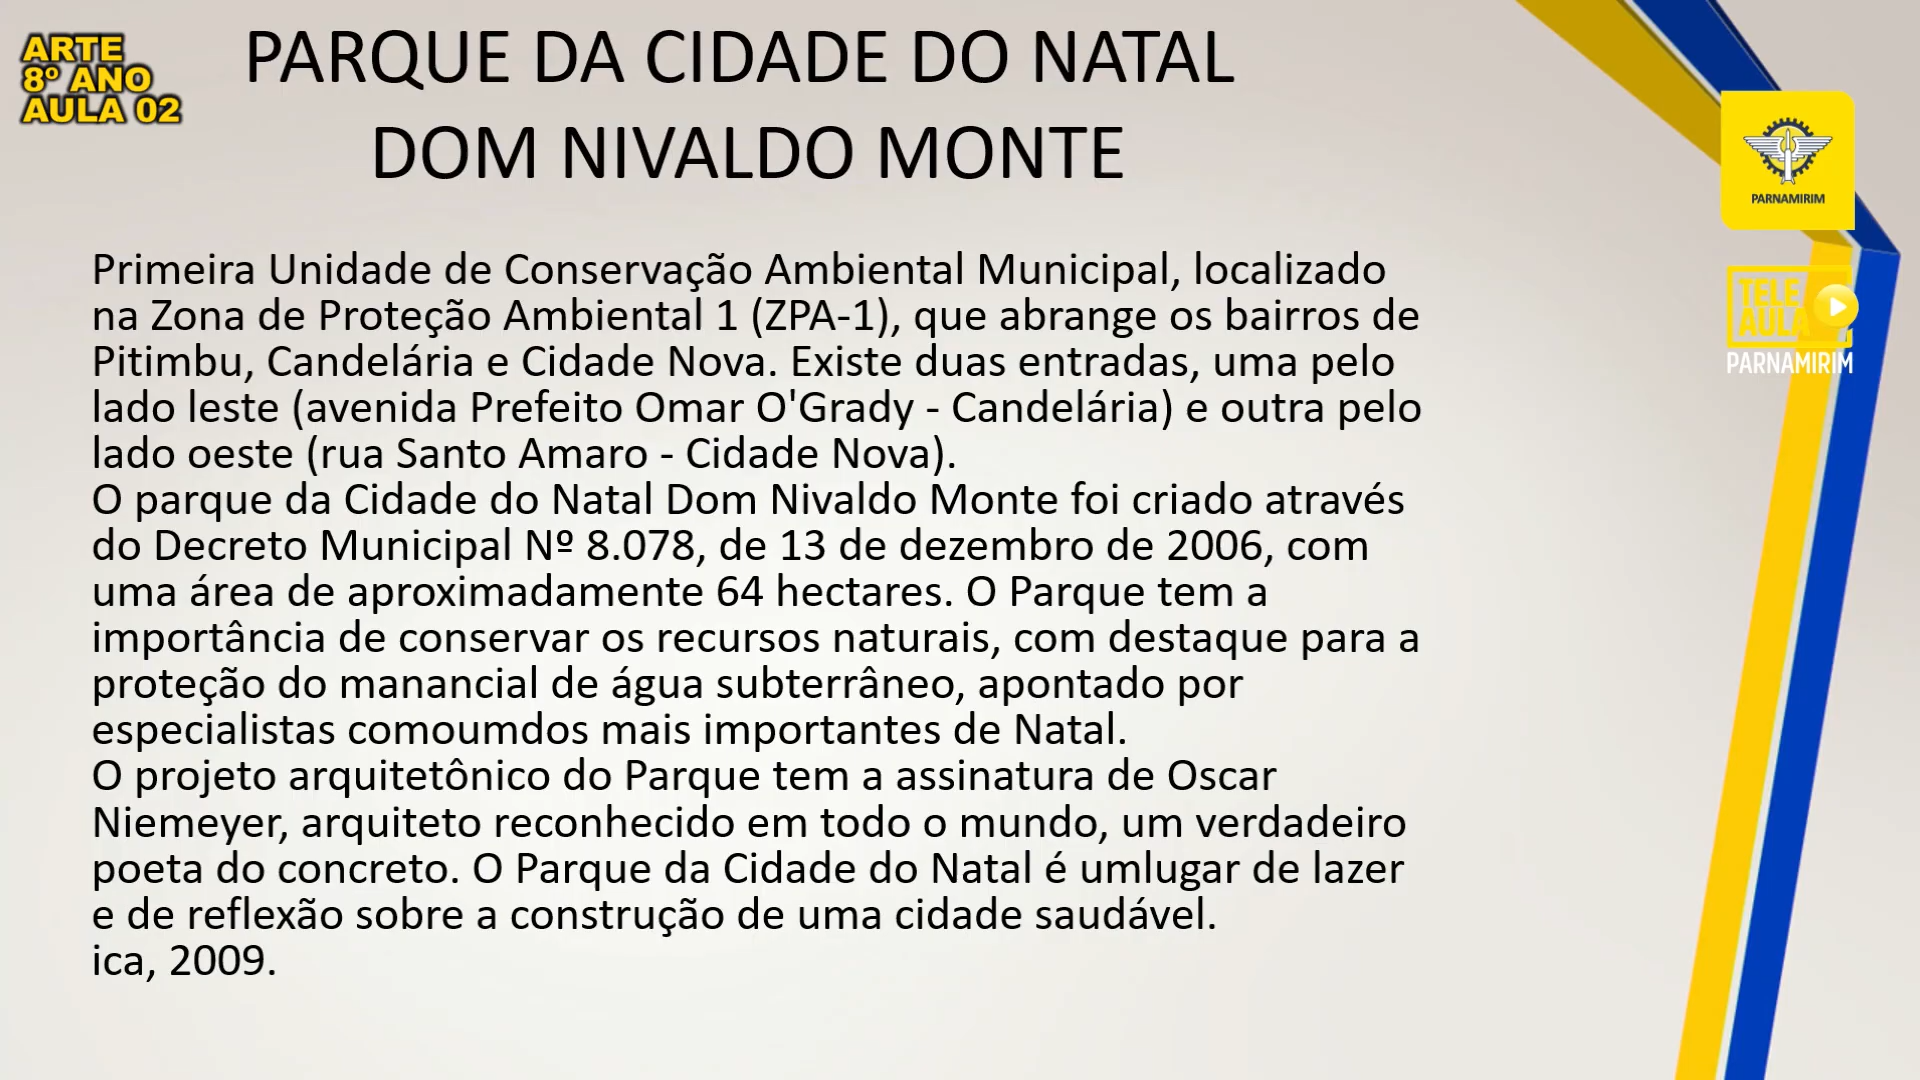 ARTE
8º ANO
AULA 02
PARQUE DA CIDADE DO NATAL
DOM NIVALDO MONTE
PARNAMIRIM
TELE
AULA
PARNAMIRIM
Primeira Unidade de Conservação Ambiental Municipal, localizado
na Zona de Proteção Ambiental 1 (ZPA-1), que abrange os bairros de
Pitimbu, Candelária e Cidade Nova. Existe duas entradas, uma pelo
lado leste (avenida Prefeito Omar O'Grady - Candelária) e outra pelo
lado oeste (rua Santo Amaro - Cidade Nova).
O parque da Cidade do Natal Dom Nivaldo Monte foi criado através
do Decreto Municipal Nº 8.078, de 13 de dezembro de 2006, com
uma área de aproximadamente 64 hectares. O Parque tem a
importância de conservar os recursos naturais, com destaque para a
proteção do manancial de água subterrâneo, apontado por
especialistas comoumdos mais importantes de Natal.
O projeto arquitetônico do Parque tem a assinatura de Oscar
Niemeyer, arquiteto reconhecido em todo o mundo, um verdadeiro
poeta do concreto. O Parque da Cidade do Natal é umlugar de lazer
e de reflexão sobre a construção de uma cidade saudável.
ica, 2009.